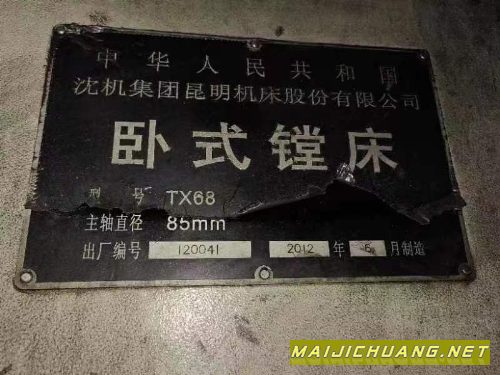 中华人民共和国
沈机集团昆明机床股份有限公司
卧式镗床
型号 TX68
主轴直径 85mm
出厂编号 120041 2012 年 6 月制造
MAIJICHUANG.NET